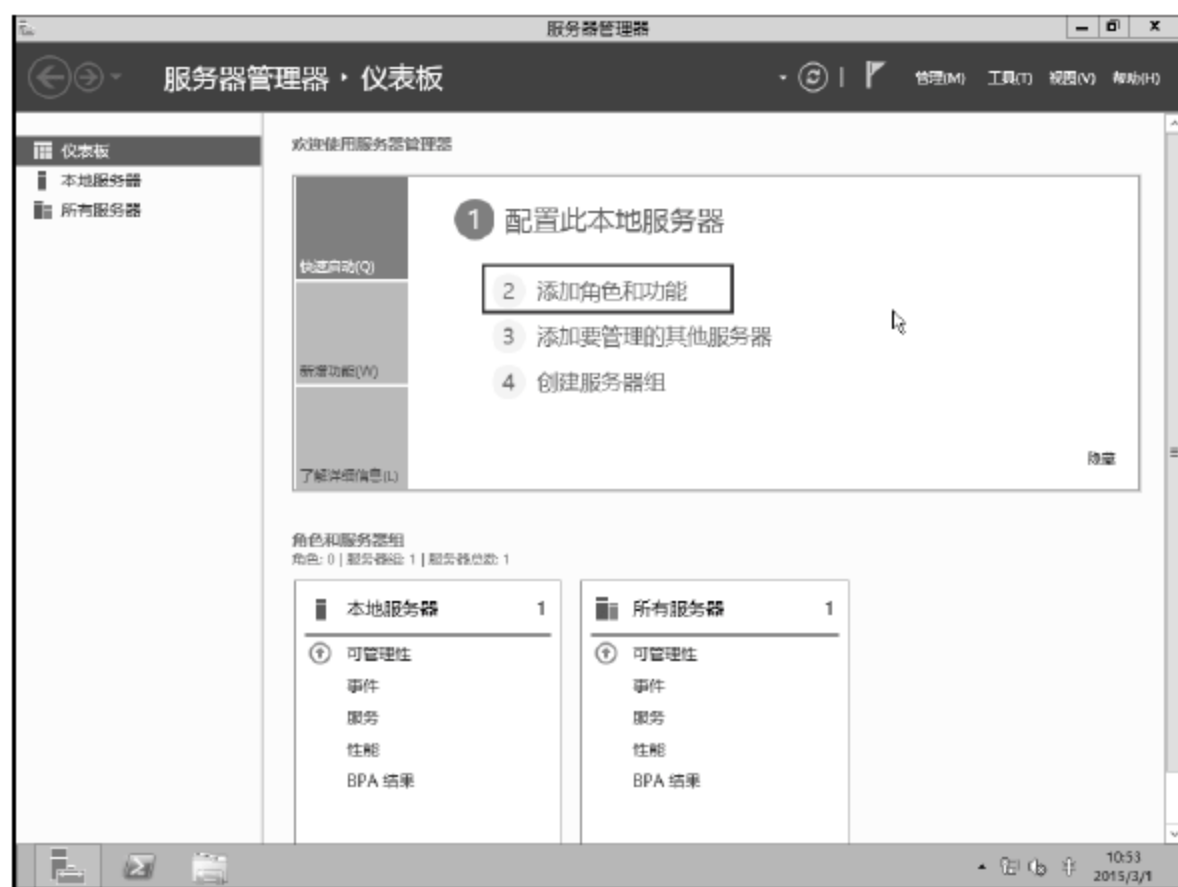 服务器管理器
服务器管理器 · 仪表板
管理(M) 工具(T) 视图(V) 帮助(H)
仪表板
本地服务器
所有服务器
欢迎使用服务器管理器
快速启动(Q)
新增功能(W)
了解详细信息(L)
1 配置此本地服务器
2 添加角色和功能
3 添加要管理的其他服务器
4 创建服务器组
隐藏
角色和服务器组
角色: 0 | 服务器组: 1 | 服务器总数: 1
本地服务器 1
可管理性
事件
服务
性能
BPA 结果
所有服务器 1
可管理性
事件
服务
性能
BPA 结果
10:53
2015/3/1